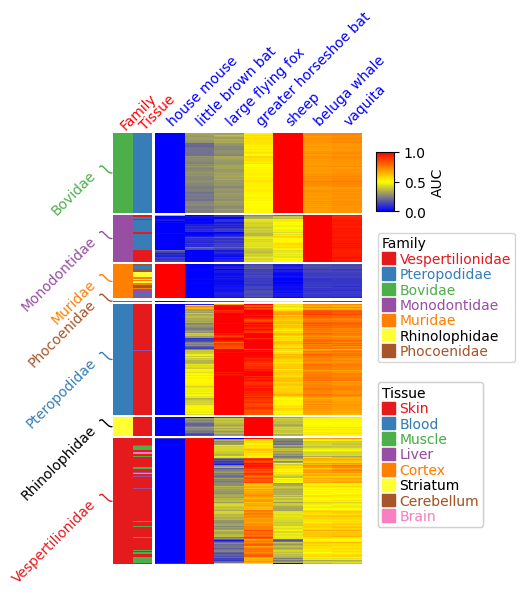 Family
Tissue
house mouse
little brown bat
large flying fox
greater horseshoe bat
sheep
beluga whale
vaquita
Bovidae
Monodontidae
Muridae
Phocoenidae
Pteropodidae
Rhinolophidae
Vespertilionidae
1.0
0.5
0.0
AUC
Family
Vespertilionidae
Pteropodidae
Bovidae
Monodontidae
Muridae
Rhinolophidae
Phocoenidae
Tissue
Skin
Blood
Muscle
Liver
Cortex
Striatum
Cerebellum
Brain